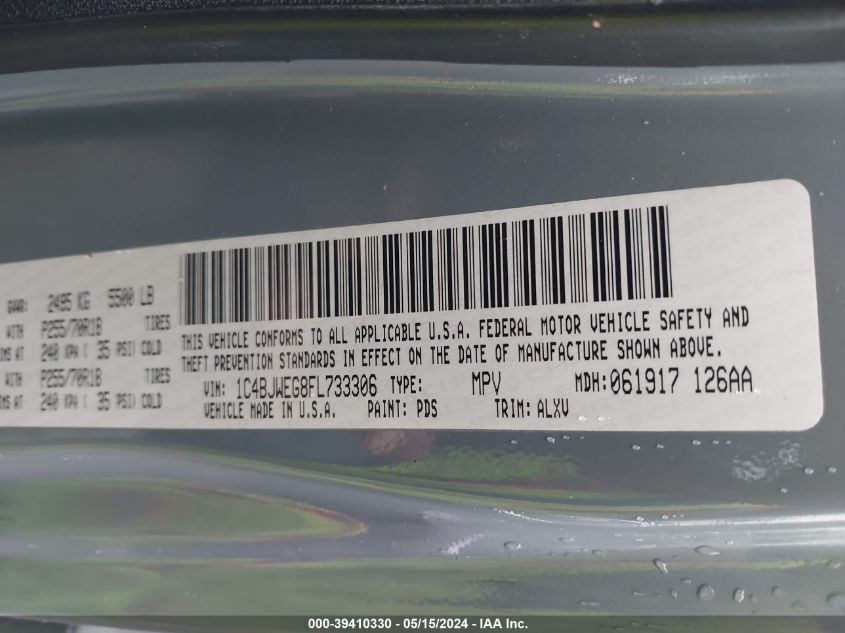 GVWR: 2495 KG 5500 LB
WITH P255/70R18 TIRES
IMS AT 240 KPA ( 35 PSI) COLD
WITH P255/70R18 TIRES
IMS AT 240 KPA ( 35 PSI) COLD
THIS VEHICLE CONFORMS TO ALL APPLICABLE U.S.A. FEDERAL MOTOR VEHICLE SAFETY AND
THEFT PREVENTION STANDARDS IN EFFECT ON THE DATE OF MANUFACTURE SHOWN ABOVE.
VIN: 1C4BJWEG8FL733306 TYPE: MPV MDH:061917 126AA
VEHICLE MADE IN U.S.A. PAINT: PDS TRIM: ALXV
000-39410330 - 05/15/2024 - IAA Inc.